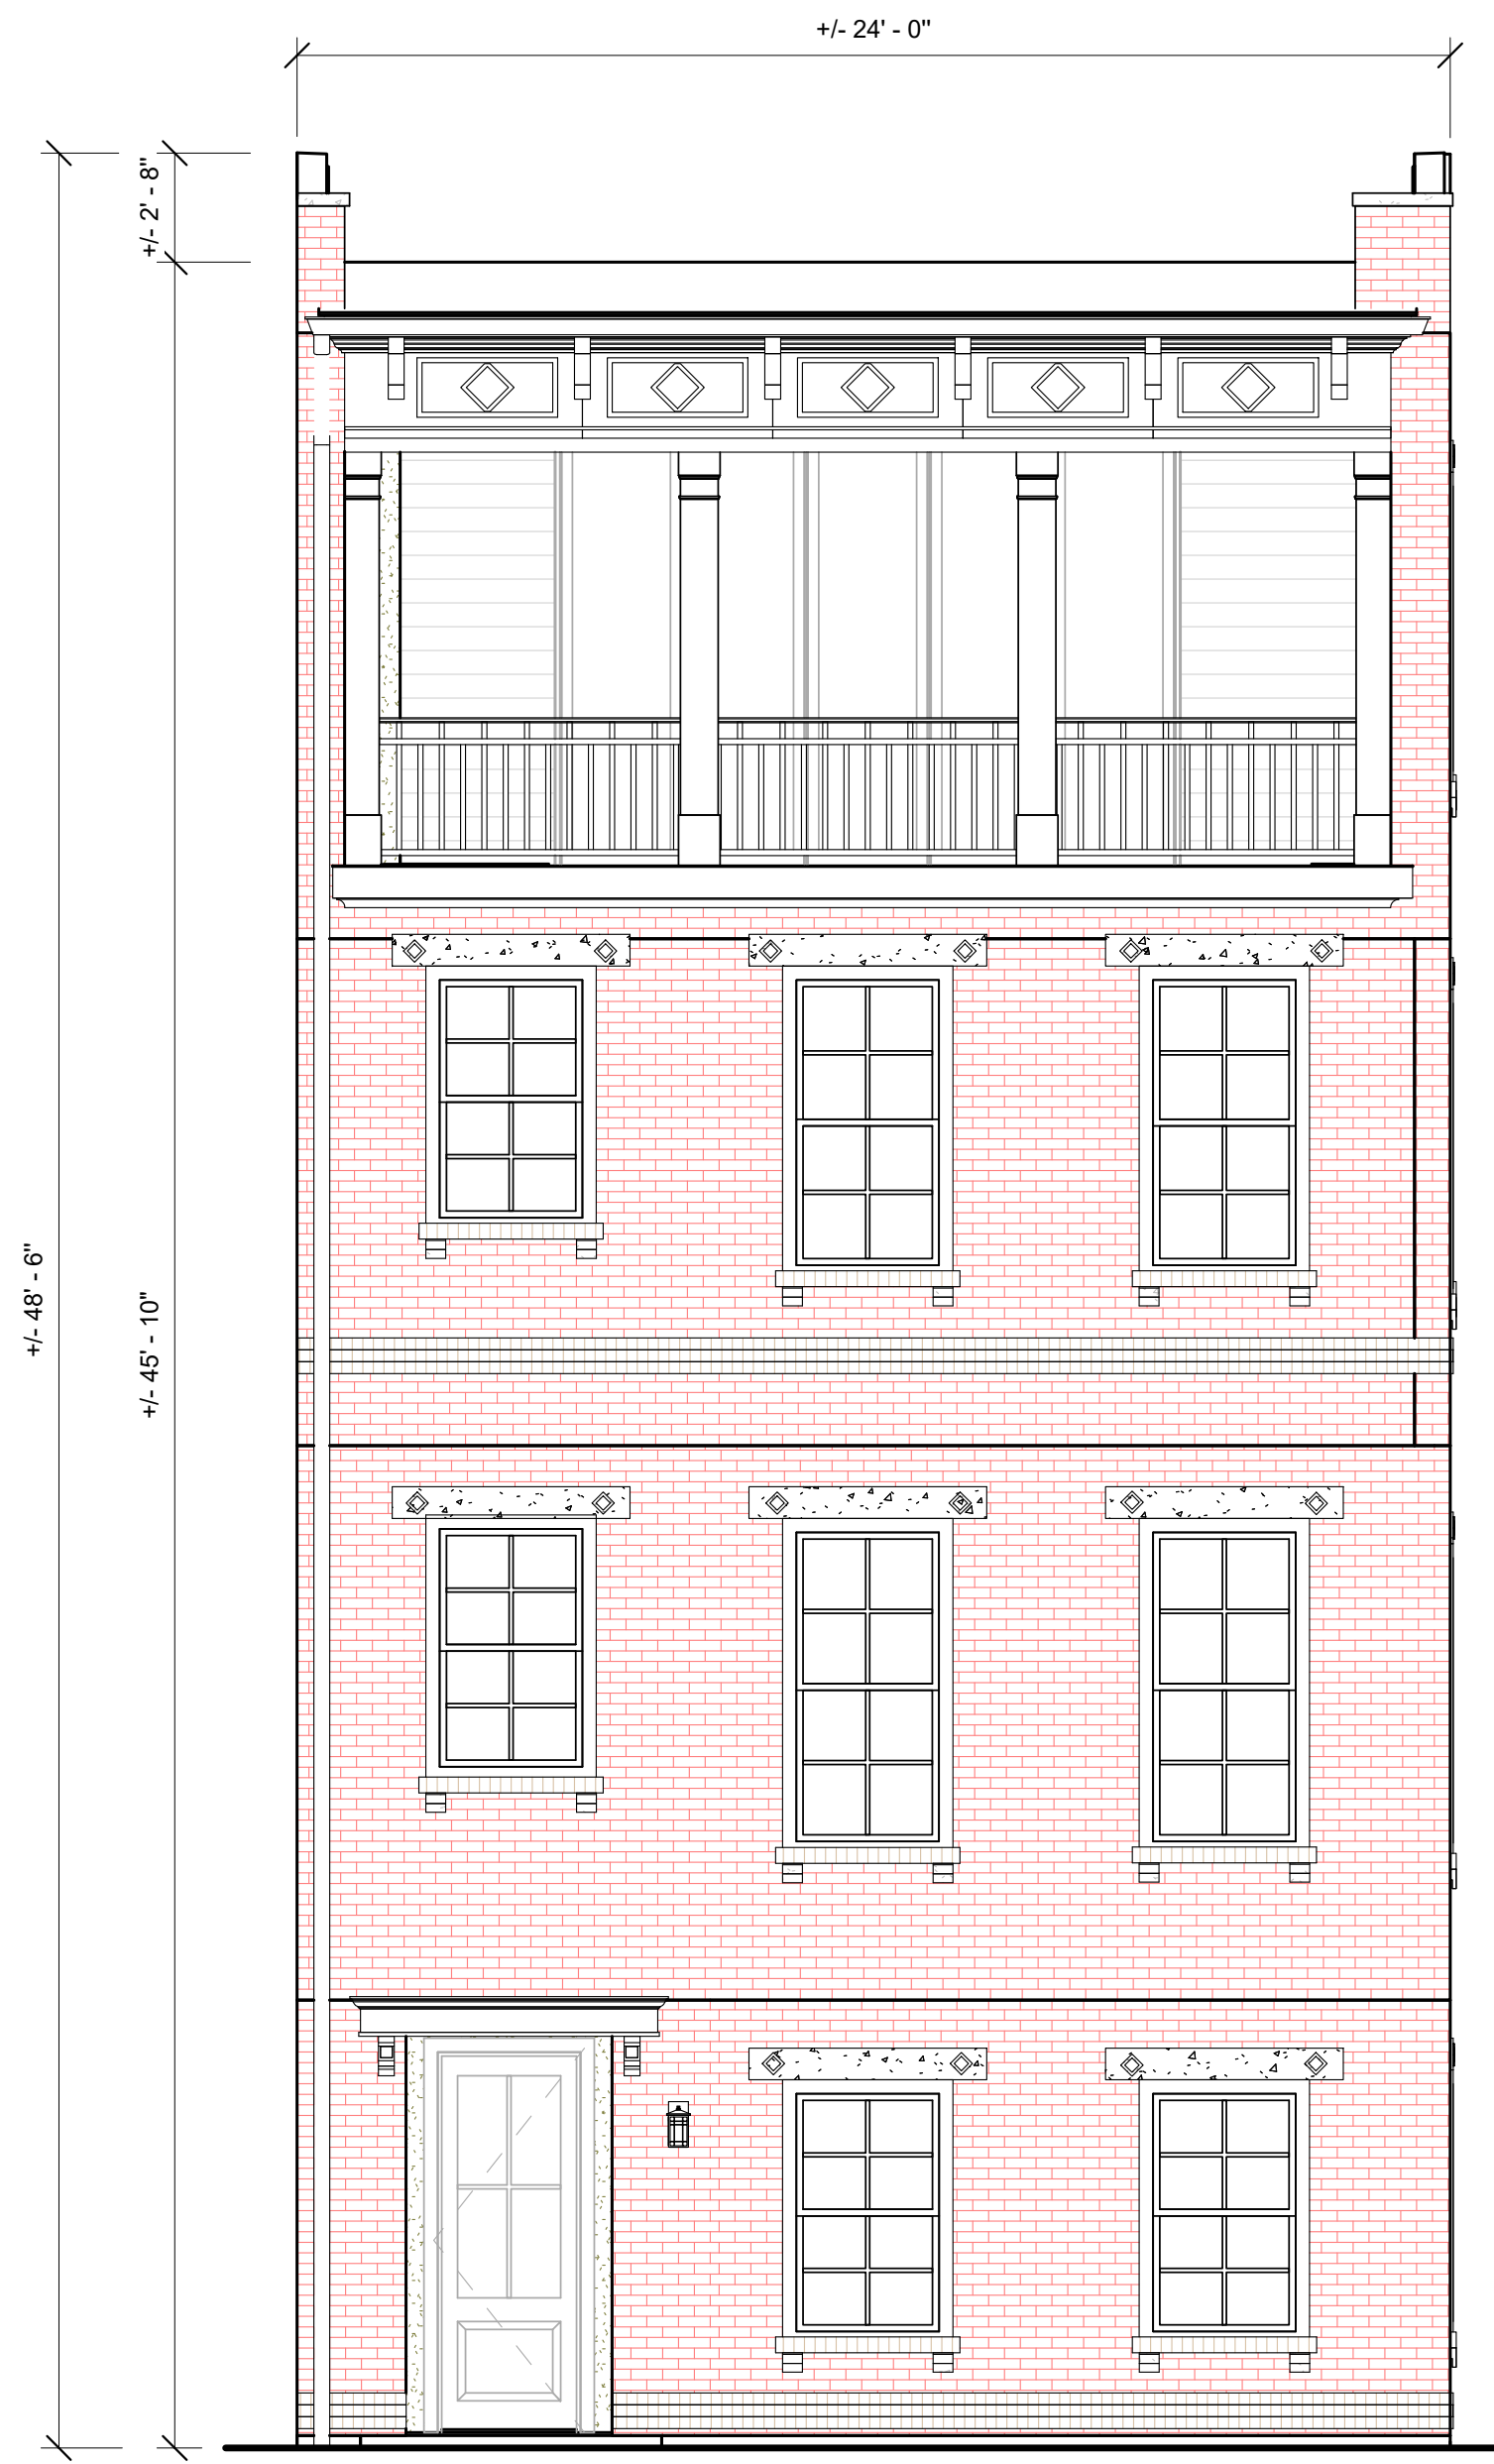 +/- 24' - 0"
+/- 2' - 8"
+/- 48' - 6"
+/- 45' - 10"